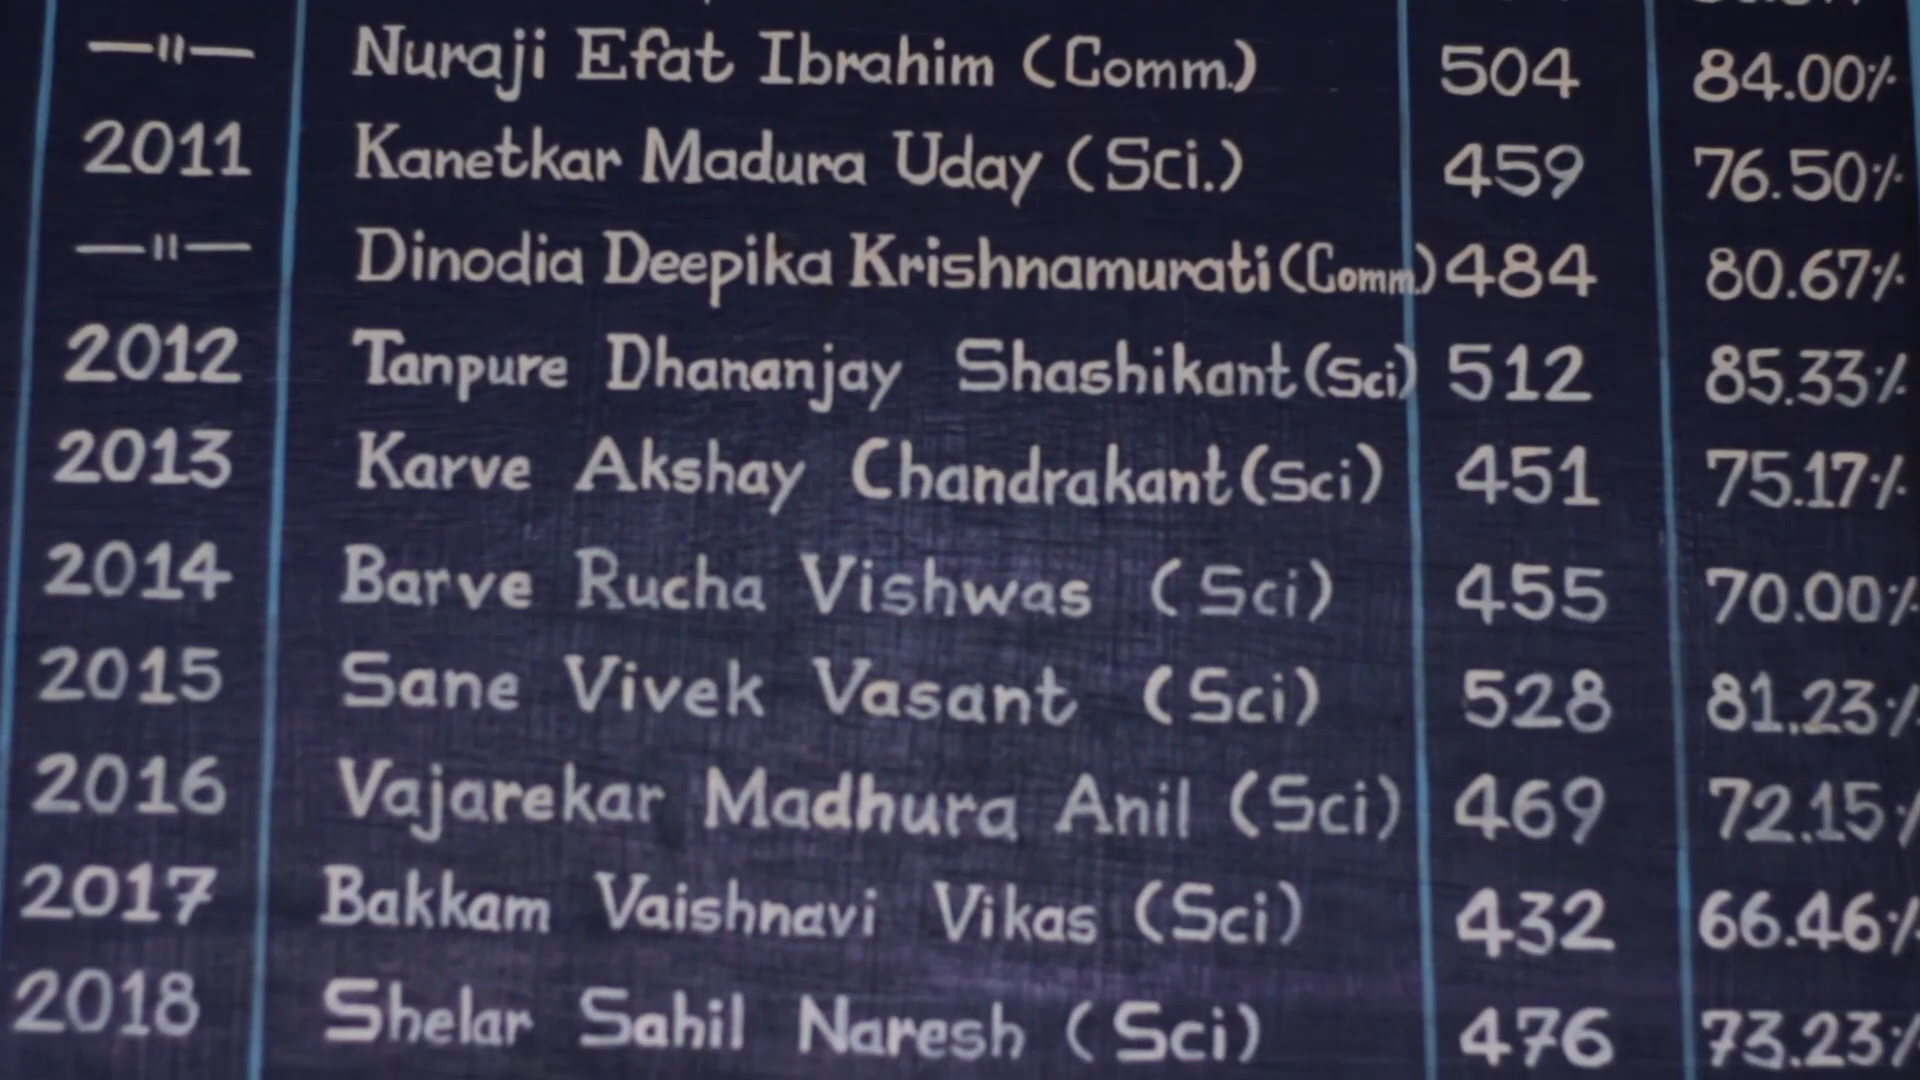 —"— Nuraji Efat Ibrahim (Comm.) 504 84.00%
2011 Kanetkar Madura Uday (Sci.) 459 76.50%
—"— Dinodia Deepika Krishnamurati (Comm.) 484 80.67%
2012 Tanpure Dhananjay Shashikant (Sci) 512 85.33%
2013 Karve Akshay Chandrakant (Sci) 451 75.17%
2014 Barve Rucha Vishwas (Sci) 455 70.00%
2015 Sane Vivek Vasant (Sci) 528 81.23%
2016 Vajarekar Madhura Anil (Sci) 469 72.15%
2017 Bakkam Vaishnavi Vikas (Sci) 432 66.46%
2018 Shelar Sahil Naresh (Sci) 476 73.23%